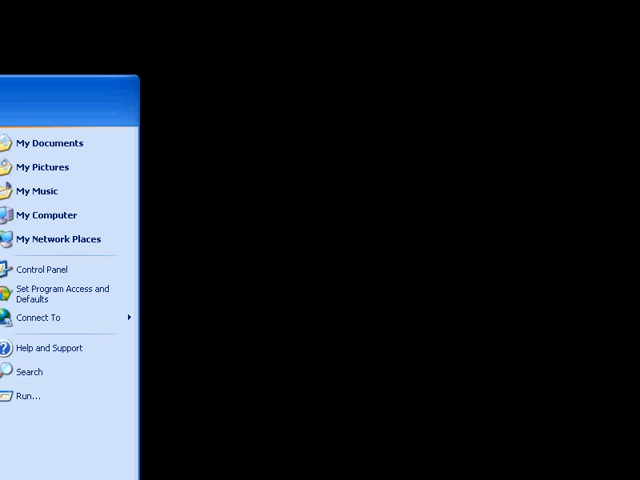 My Documents
My Pictures
My Music
My Computer
My Network Places
Control Panel
Set Program Access and
Defaults
Connect To
Help and Support
Search
Run...